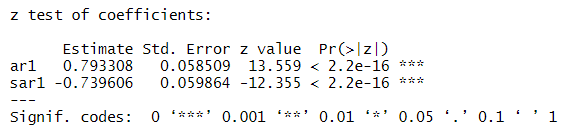 z test of coefficients:
Estimate Std. Error z value Pr(>|z|)
ar1 0.793308 0.058509 13.559 < 2.2e-16 ***
sar1 -0.739606 0.059864 -12.355 < 2.2e-16 ***
---
Signif. codes: 0 ‘***’ 0.001 ‘**’ 0.01 ‘*’ 0.05 ‘.’ 0.1 ‘ ’ 1